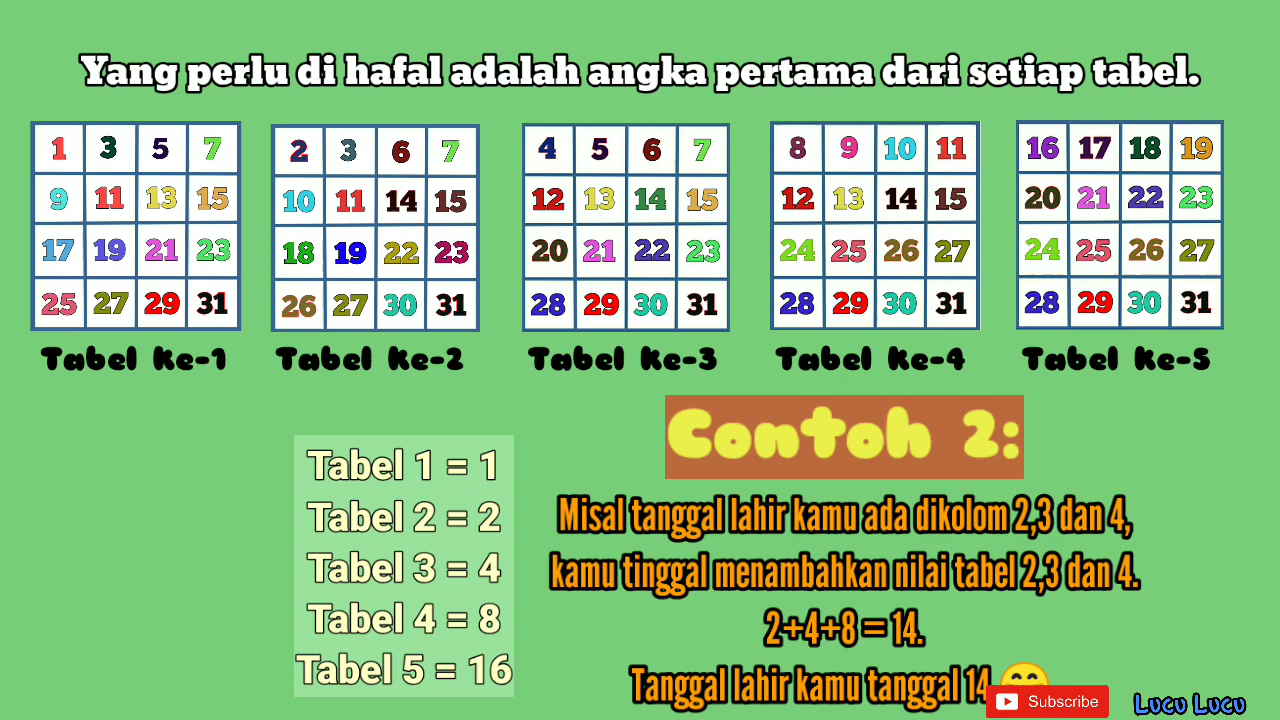 Yang perlu di hafal adalah angka pertama dari setiap tabel.
1 3 5 7
9 11 13 15
17 19 21 23
25 27 29 31
Tabel ke-1
2 3 6 7
10 11 14 15
18 19 22 23
26 27 30 31
Tabel ke-2
4 5 6 7
12 13 14 15
20 21 22 23
28 29 30 31
Tabel ke-3
8 9 10 11
12 13 14 15
24 25 26 27
28 29 30 31
Tabel ke-4
16 17 18 19
20 21 22 23
24 25 26 27
28 29 30 31
Tabel ke-5
Tabel 1 = 1
Tabel 2 = 2
Tabel 3 = 4
Tabel 4 = 8
Tabel 5 = 16
Contoh 2:
Misal tanggal lahir kamu ada dikolom 2,3 dan 4,
kamu tinggal menambahkan nilai tabel 2,3 dan 4.
2+4+8 = 14.
Tanggal lahir kamu tanggal 14 😁
Subscribe
Lucu Lucu